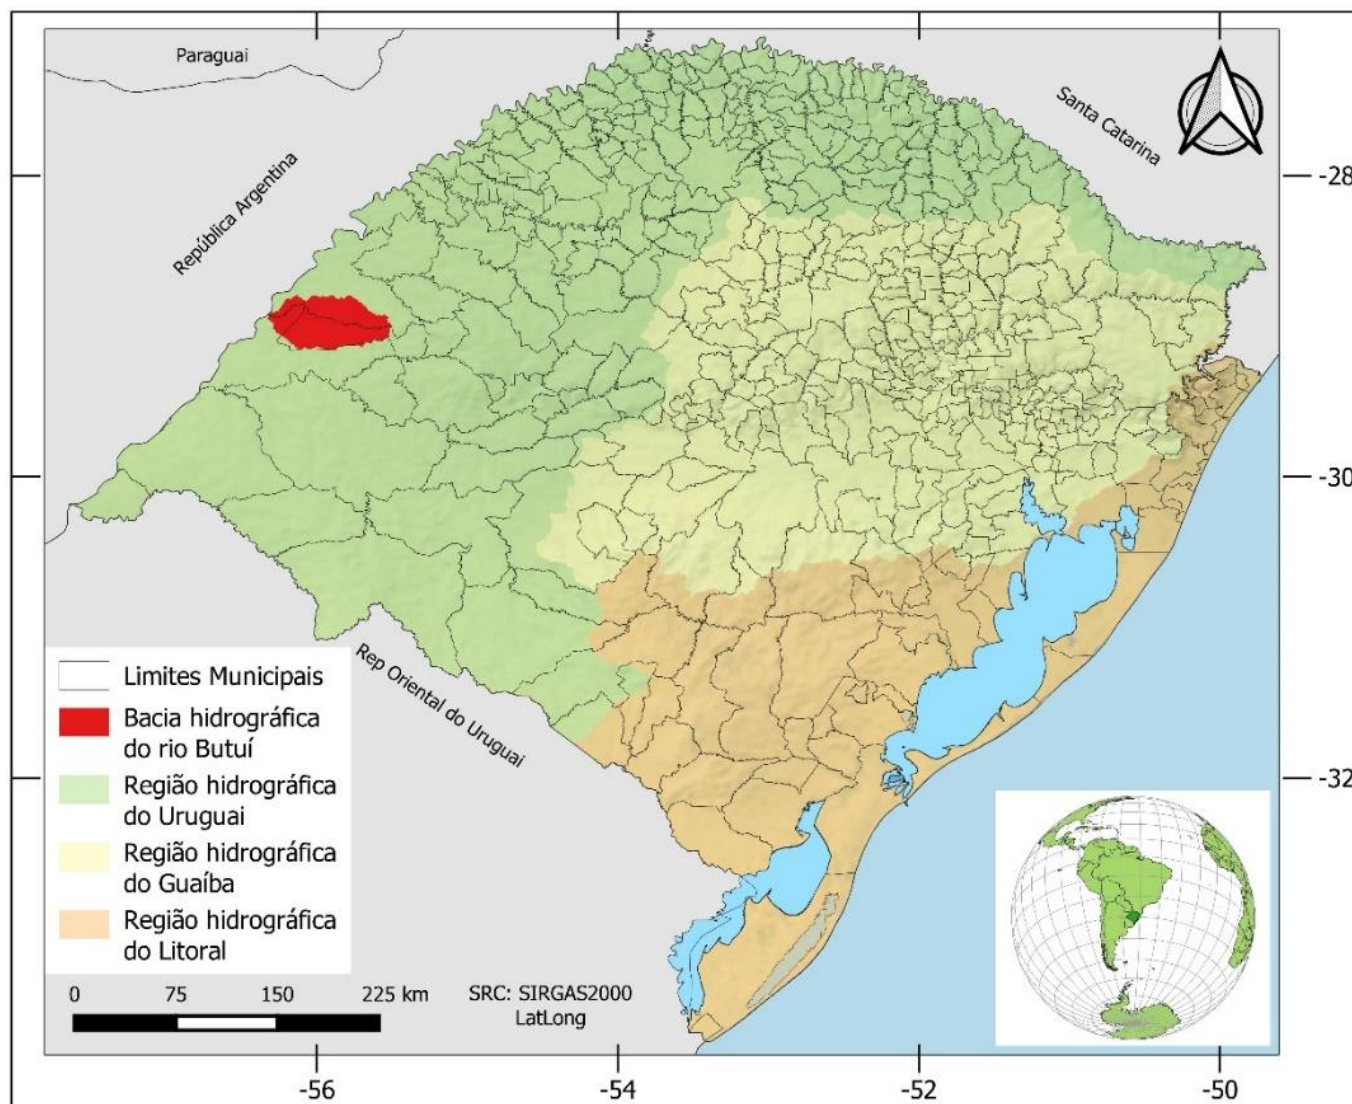 Paraguai
Santa Catarina
República Argentina
-28
-30
Rep Oriental do Uruguai
-32
Limites Municipais
Bacia hidrográfica
do rio Butuí
Região hidrográfica
do Uruguai
Região hidrográfica
do Guaíba
Região hidrográfica
do Litoral
0 75 150 225 km
SRC: SIRGAS2000
LatLong
-56 -54 -52 -50